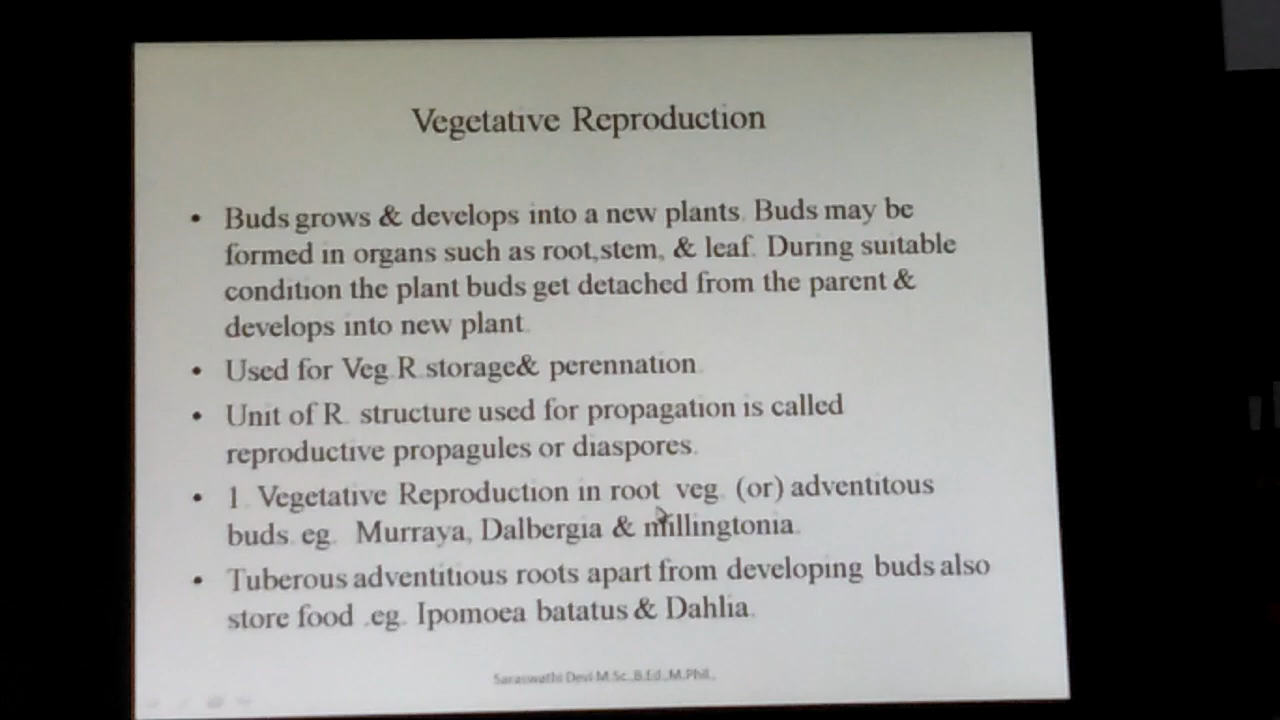 Vegetative Reproduction
• Buds grows & develops into a new plants. Buds may be
formed in organs such as root,stem, & leaf. During suitable
condition the plant buds get detached from the parent &
develops into new plant.
• Used for Veg.R.storage& perennation.
• Unit of R. structure used for propagation is called
reproductive propagules or diaspores.
• 1. Vegetative Reproduction in root veg. (or) adventitous
buds. eg. Murraya, Dalbergia & millingtonia.
• Tuberous adventitious roots apart from developing buds also
store food .eg. Ipomoea batatus & Dahlia.
Saraswathi Devi M.Sc.,B.Ed.,M.Phil.,